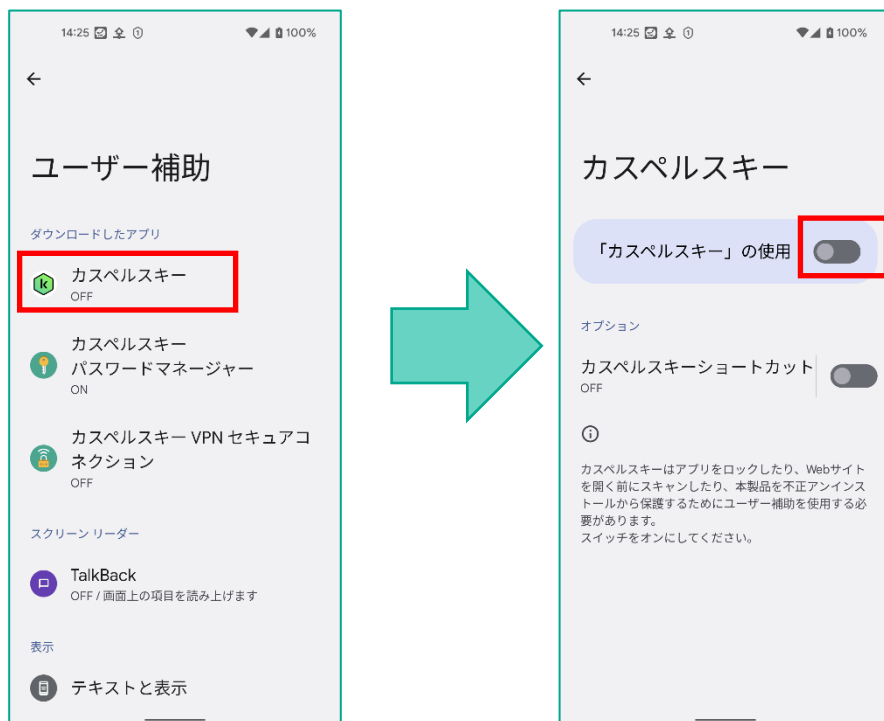 14:25 100%
ユーザー補助
ダウンロードしたアプリ
カスペルスキー
OFF
カスペルスキー
パスワードマネージャー
ON
カスペルスキー VPN セキュアコ
ネクション
OFF
スクリーン リーダー
TalkBack
OFF / 画面上の項目を読み上げます
表示
テキストと表示
14:25 100%
カスペルスキー
「カスペルスキー」の使用
オプション
カスペルスキーショートカット
OFF
カスペルスキーはアプリをロックしたり、Webサイト
を開く前にスキャンしたり、本製品を不正アンインス
トールから保護するためにユーザー補助を使用する必
要があります。
スイッチをオンにしてください。